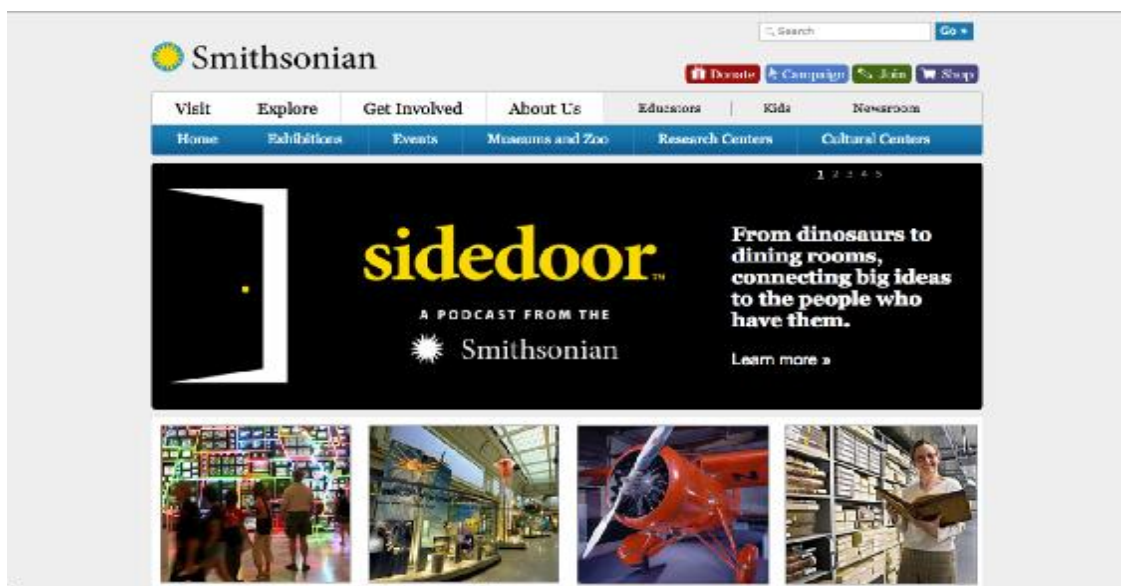 Search
Go »
Smithsonian
Donate Campaign Join Shop
Visit Explore Get Involved About Us Educators | Kids Newsroom
Home Exhibitions Events Museums and Zoo Research Centers Cultural Centers
1 2 3 4 5
sidedoor™
A PODCAST FROM THE
Smithsonian
From dinosaurs to
dining rooms,
connecting big ideas
to the people who
have them.
Learn more »